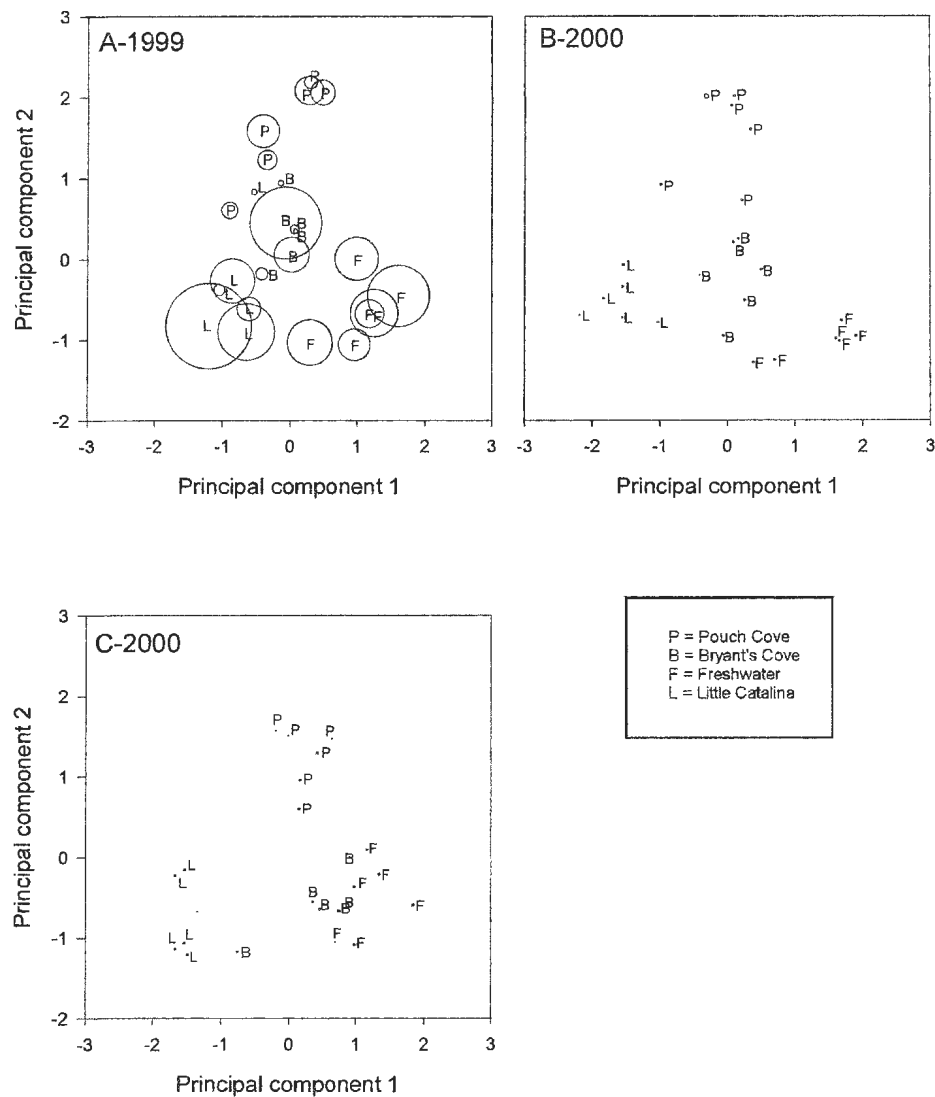 A-1999
Principal component 2
3
2
1
0
-1
-2
P
P P
P
P
B
L
P
B B
B
B
F
B
L
L
F
L
F F
L
L
F
F
-3 -2 -1 0 1 2 3
Principal component 1
B-2000
P P
P
P
P
P
B
B
L
B
B
L
L
B
L
L
L
F
F
B
F
F
F
F
-3 -2 -1 0 1 2 3
Principal component 1
C-2000
Principal component 2
3
2
1
0
-1
-2
P
P P
P
P
P
F
B
L
F
L
F
B
B B
B
F
L L
F
F
B
L
-3 -2 -1 0 1 2 3
Principal component 1
P = Pouch Cove
B = Bryant's Cove
F = Freshwater
L = Little Catalina